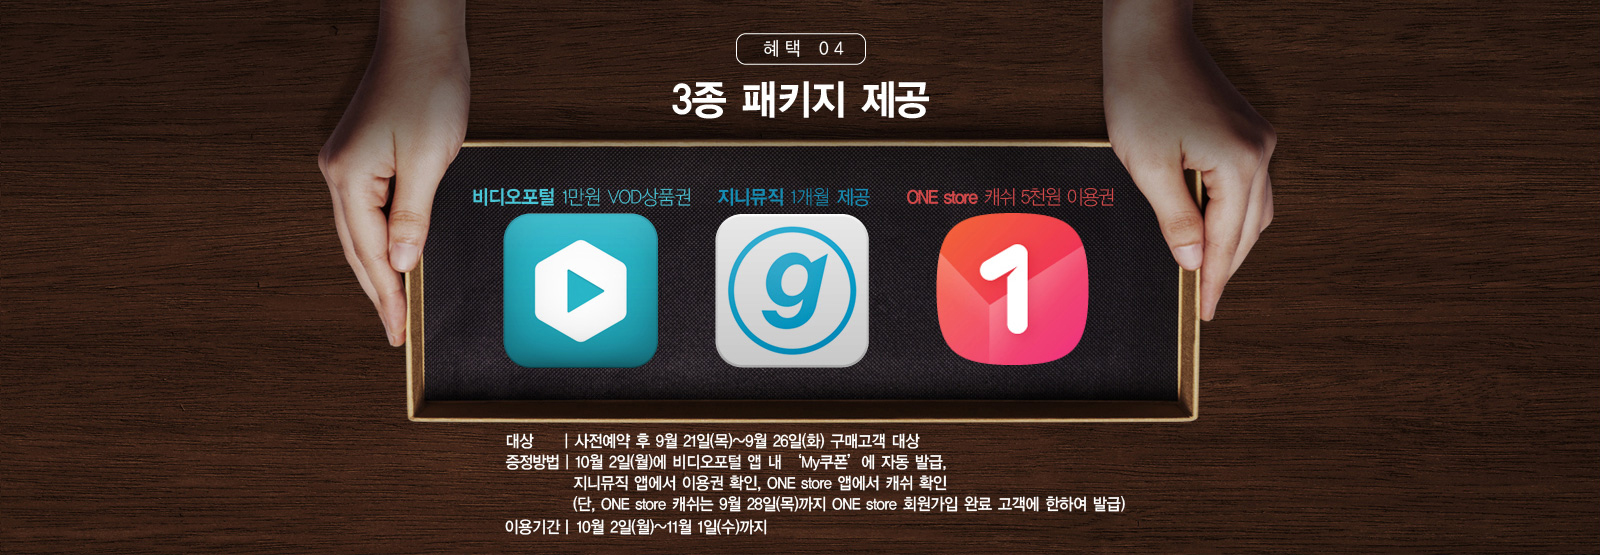 혜택 04
3종 패키지 제공
비디오포털 1만원 VOD상품권 지니뮤직 1개월 제공 ONE store 캐쉬 5천원 이용권
g 1
대상 | 사전예약 후 9월 21일(목)~9월 26일(화) 구매고객 대상
증정방법 | 10월 2일(월)에 비디오포털 앱 내 ‘My쿠폰’에 자동 발급,
지니뮤직 앱에서 이용권 확인, ONE store 앱에서 캐쉬 확인
(단, ONE store 캐쉬는 9월 28일(목)까지 ONE store 회원가입 완료 고객에 한하여 발급)
이용기간 | 10월 2일(월)~11월 1일(수)까지